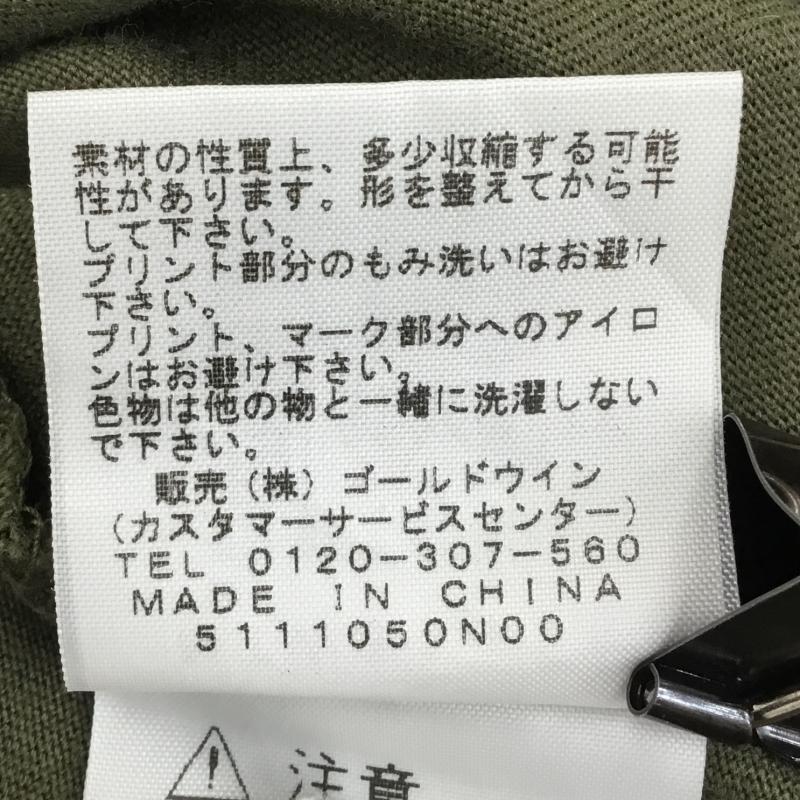 素材の性質上、多少収縮する可能
性があります。形を整えてから干
して下さい。
プリント部分のもみ洗いはお避け
下さい。
プリント、マーク部分へのアイロ
ンはお避け下さい。
色物は他の物と一緒に洗濯しない
で下さい。
販売（株）ゴールドウイン
（カスタマーサービスセンター）
TEL 0120-307-560
MADE IN CHINA
5111050N00
注意